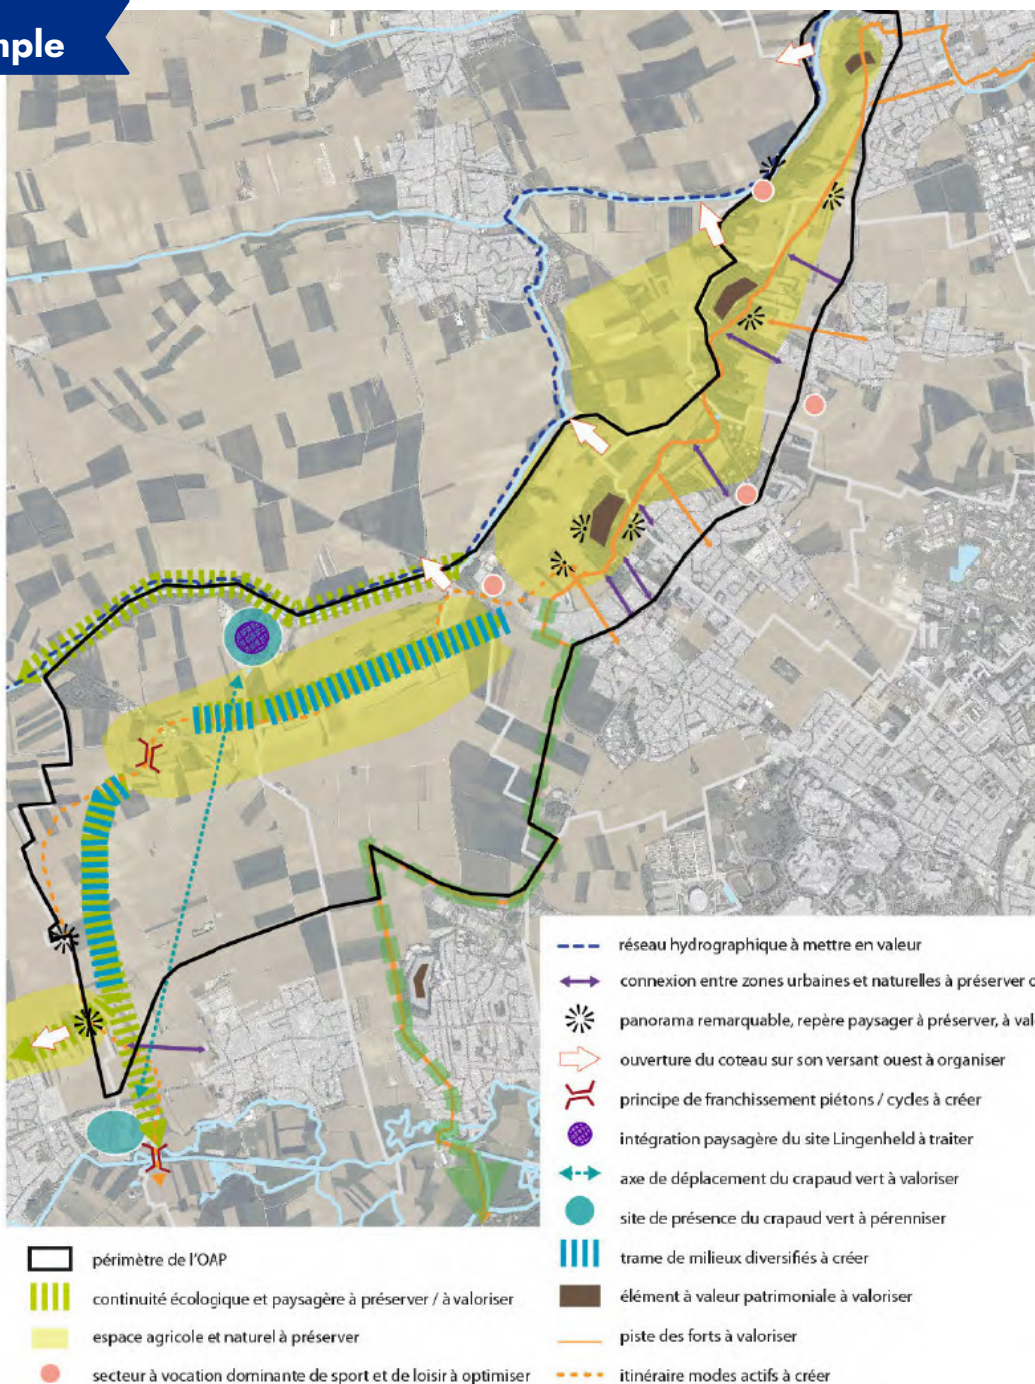 réseau hydrographique à mettre en valeur
connexion entre zones urbaines et naturelles à préserver
panorama remarquable, repère paysager à préserver, à
ouverture du coteau sur son versant ouest à organiser
principe de franchissement piétons / cycles à créer
intégration paysagère du site Lingenheld à traiter
axe de déplacement du crapaud vert à valoriser
site de présence du crapaud vert à pérenniser
trame de milieux diversifiés à créer
élément à valeur patrimoniale à valoriser
piste des forts à valoriser
itinéraire modes actifs à créer
périmètre de l'OAP
continuité écologique et paysagère à préserver / à valoriser
espace agricole et naturel à préserver
secteur à vocation dominante de sport et de loisir à optimiser